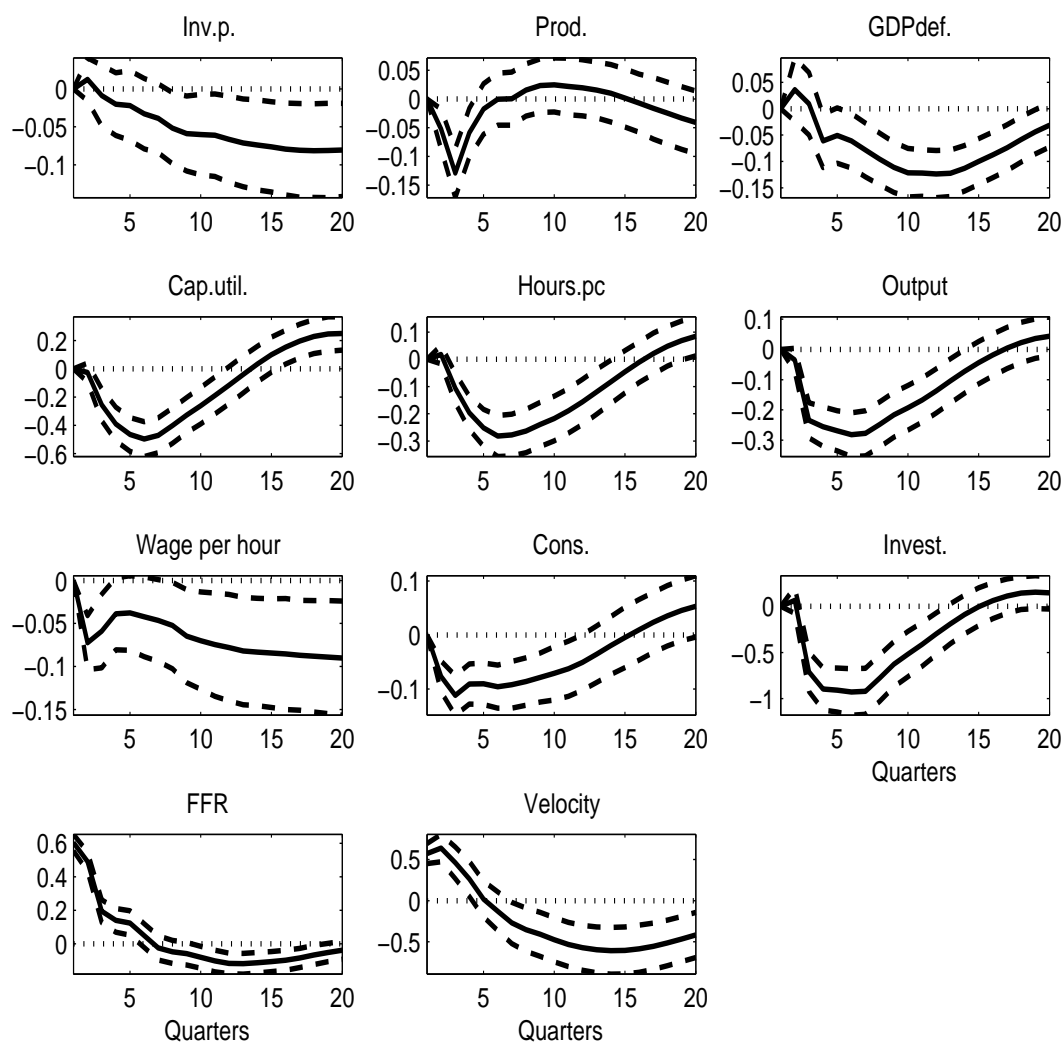 Inv.p.
0
−0.05
−0.1
5 10 15 20
Prod.
0.05
0
−0.05
−0.1
−0.15
5 10 15 20
GDPdef.
0.05
0
−0.05
−0.1
−0.15
5 10 15 20
Cap.util.
0.2
0
−0.2
−0.4
−0.6
5 10 15 20
Hours.pc
0.1
0
−0.1
−0.2
−0.3
5 10 15 20
Output
0.1
0
−0.1
−0.2
−0.3
5 10 15 20
Wage per hour
0
−0.05
−0.1
−0.15
5 10 15 20
Cons.
0.1
0
−0.1
5 10 15 20
Invest.
0
−0.5
−1
5 10 15 20
Quarters
FFR
0.6
0.4
0.2
0
5 10 15 20
Quarters
Velocity
0.5
0
−0.5
5 10 15 20
Quarters